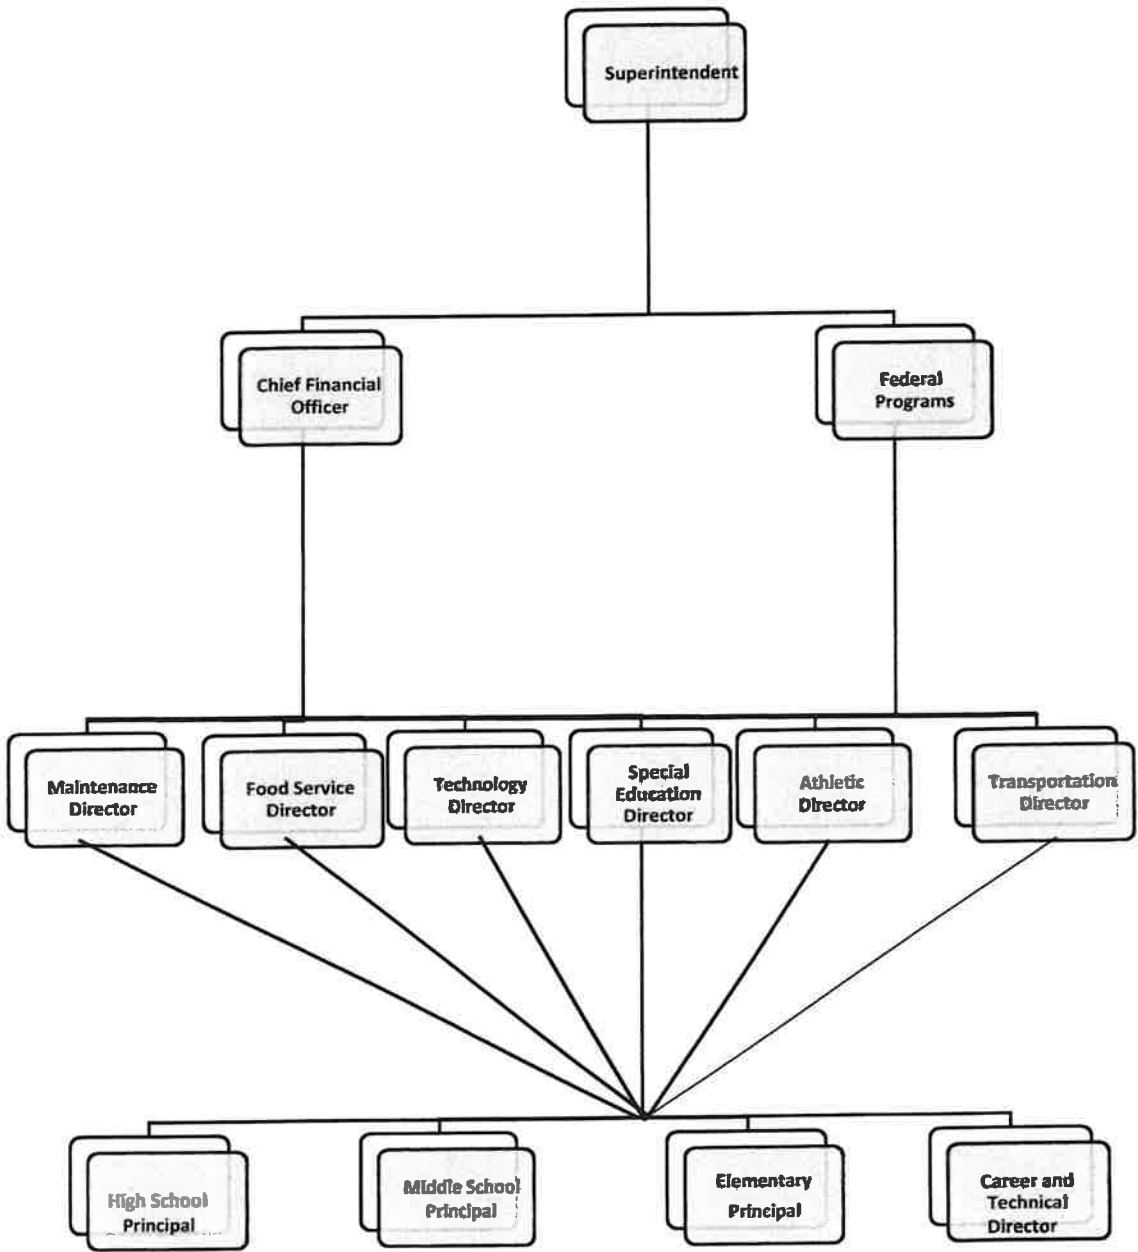 Superintendent
Chief Financial
Officer
Federal
Programs
Maintenance
Director
Food Service
Director
Technology
Director
Special
Education
Director
Athletic
Director
Transportation
Director
High School
Principal
Middle School
Principal
Elementary
Principal
Career and
Technical
Director